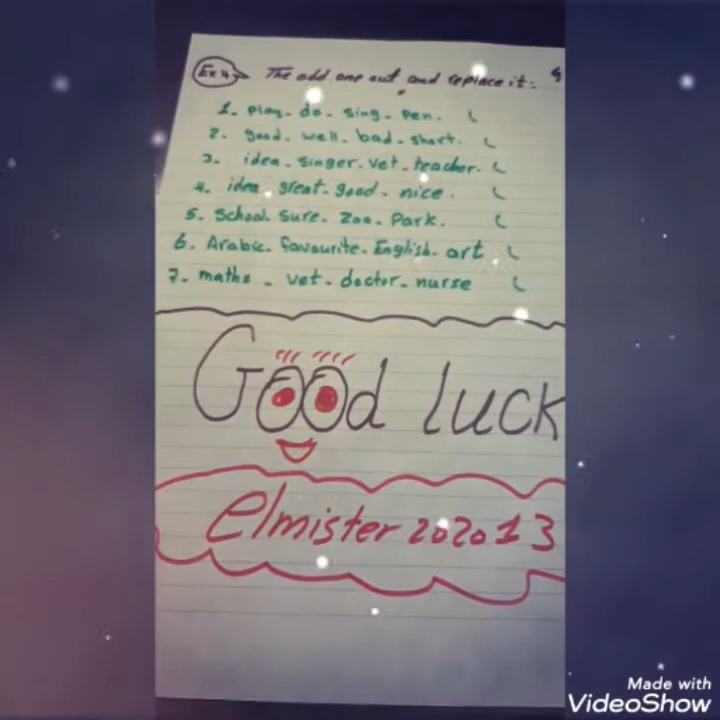 Ex 4 The odd one out and replace it:
1. play - do - sing - pen. (
2. good - well - bad - short. (
3. idea - singer - vet - teacher. (
4. idea - great - good - nice. (
5. School - Sure - Zoo - Park. (
6. Arabic - favourite - English - art (
7. maths - vet - doctor - nurse (
Good luck
elmister 202013
Made with
VideoShow